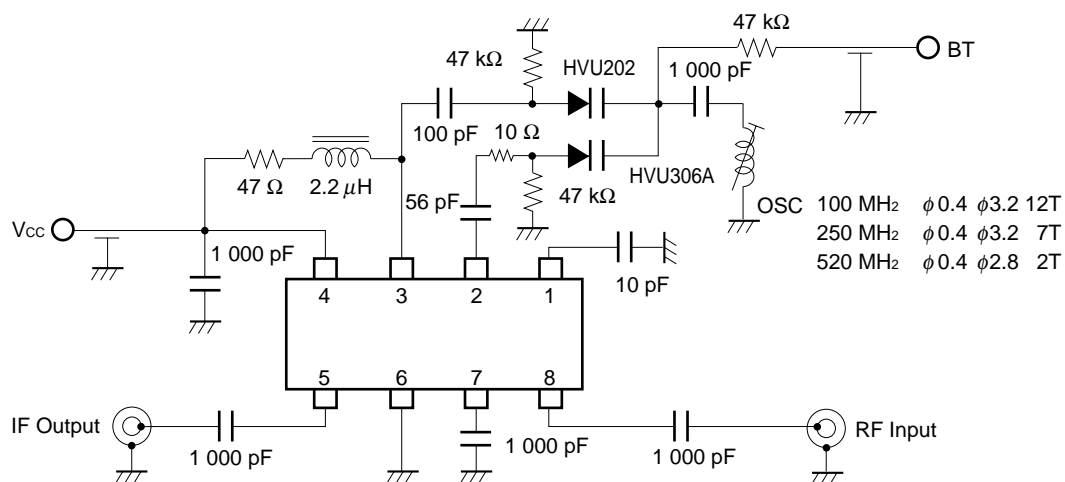 47 kΩ
47 kΩ
HVU202
BT
1 000 pF
100 pF
10 Ω
47 Ω
2.2 μH
56 pF
47 kΩ
HVU306A
OSC 100 MHz φ0.4 φ3.2 12T
250 MHz φ0.4 φ3.2 7T
520 MHz φ0.4 φ2.8 2T
Vcc
1 000 pF
10 pF
4 3 2 1
5 6 7 8
IF Output
1 000 pF
1 000 pF
1 000 pF
RF Input